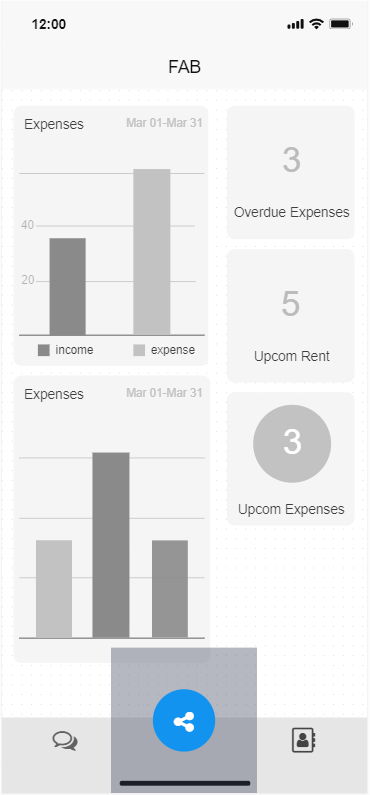 12:00
FAB
Expenses
Mar 01-Mar 31
40
20
income
expense
3
Overdue Expenses
5
Upcom Rent
Expenses
Mar 01-Mar 31
3
Upcom Expenses